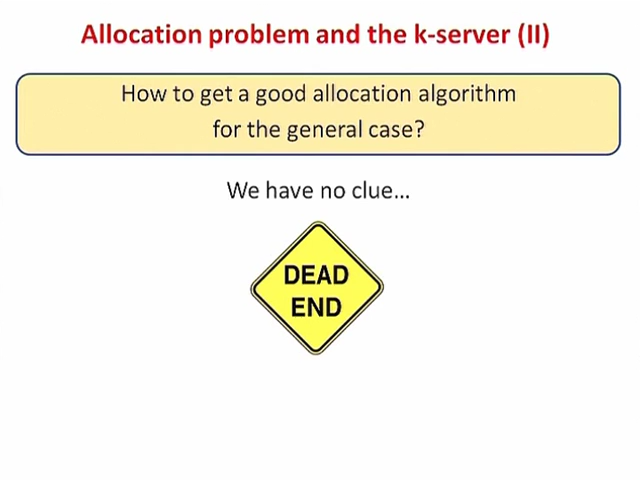 Allocation problem and the k-server (II)
How to get a good allocation algorithm
for the general case?
We have no clue...
DEAD
END